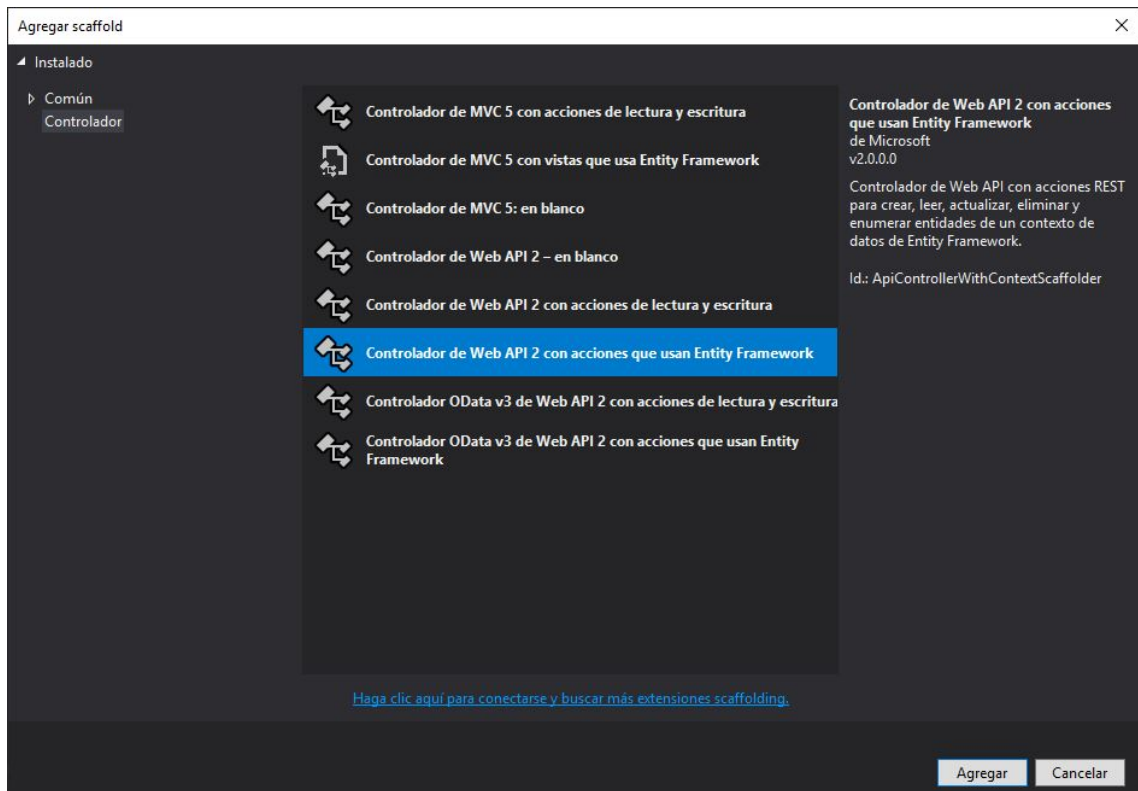 Agregar scaffold
Instalado
Común
Controlador
Controlador de MVC 5 con acciones de lectura y escritura
Controlador de MVC 5 con vistas que usa Entity Framework
Controlador de MVC 5: en blanco
Controlador de Web API 2 – en blanco
Controlador de Web API 2 con acciones de lectura y escritura
Controlador de Web API 2 con acciones que usan Entity Framework
Controlador OData v3 de Web API 2 con acciones de lectura y escritura
Controlador OData v3 de Web API 2 con acciones que usan Entity
Framework
Haga clic aquí para conectarse y buscar más extensiones scaffolding.
Controlador de Web API 2 con acciones
que usan Entity Framework
de Microsoft
v2.0.0.0
Controlador de Web API con acciones REST
para crear, leer, actualizar, eliminar y
enumerar entidades de un contexto de
datos de Entity Framework.
Id.: ApiControllerWithContextScaffolder
Agregar
Cancelar